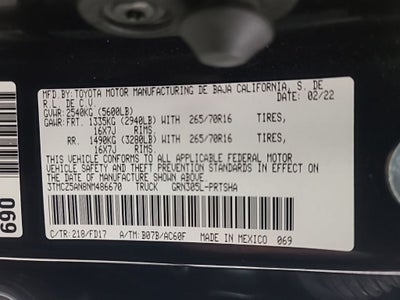 MFD.BY:TOYOTA MOTOR MANUFACTURING DE BAJA CALIFORNIA, S. DE
R.L. DE C.V. DATE: 02/22
GVWR: 2540KG (5600LB)
GAWR: FRT. 1335KG (2940LB) WITH 265/70R16 TIRES,
16X7J RIMS
RR. 1490KG (3280LB) WITH 265/70R16 TIRES,
16X7J RIMS
THIS VEHICLE CONFORMS TO ALL APPLICABLE FEDERAL MOTOR
VEHICLE SAFETY STANDARDS IN EFFECT ON
THE DATE OF MANUFACTURE SHOWN ABOVE.
3TMCZ5AN8NM486670 TRUCK GRN305L-PRTSHA
C/TR: 218/FD17 A/TM: B07B/AC60F MADE IN MEXICO 069
069